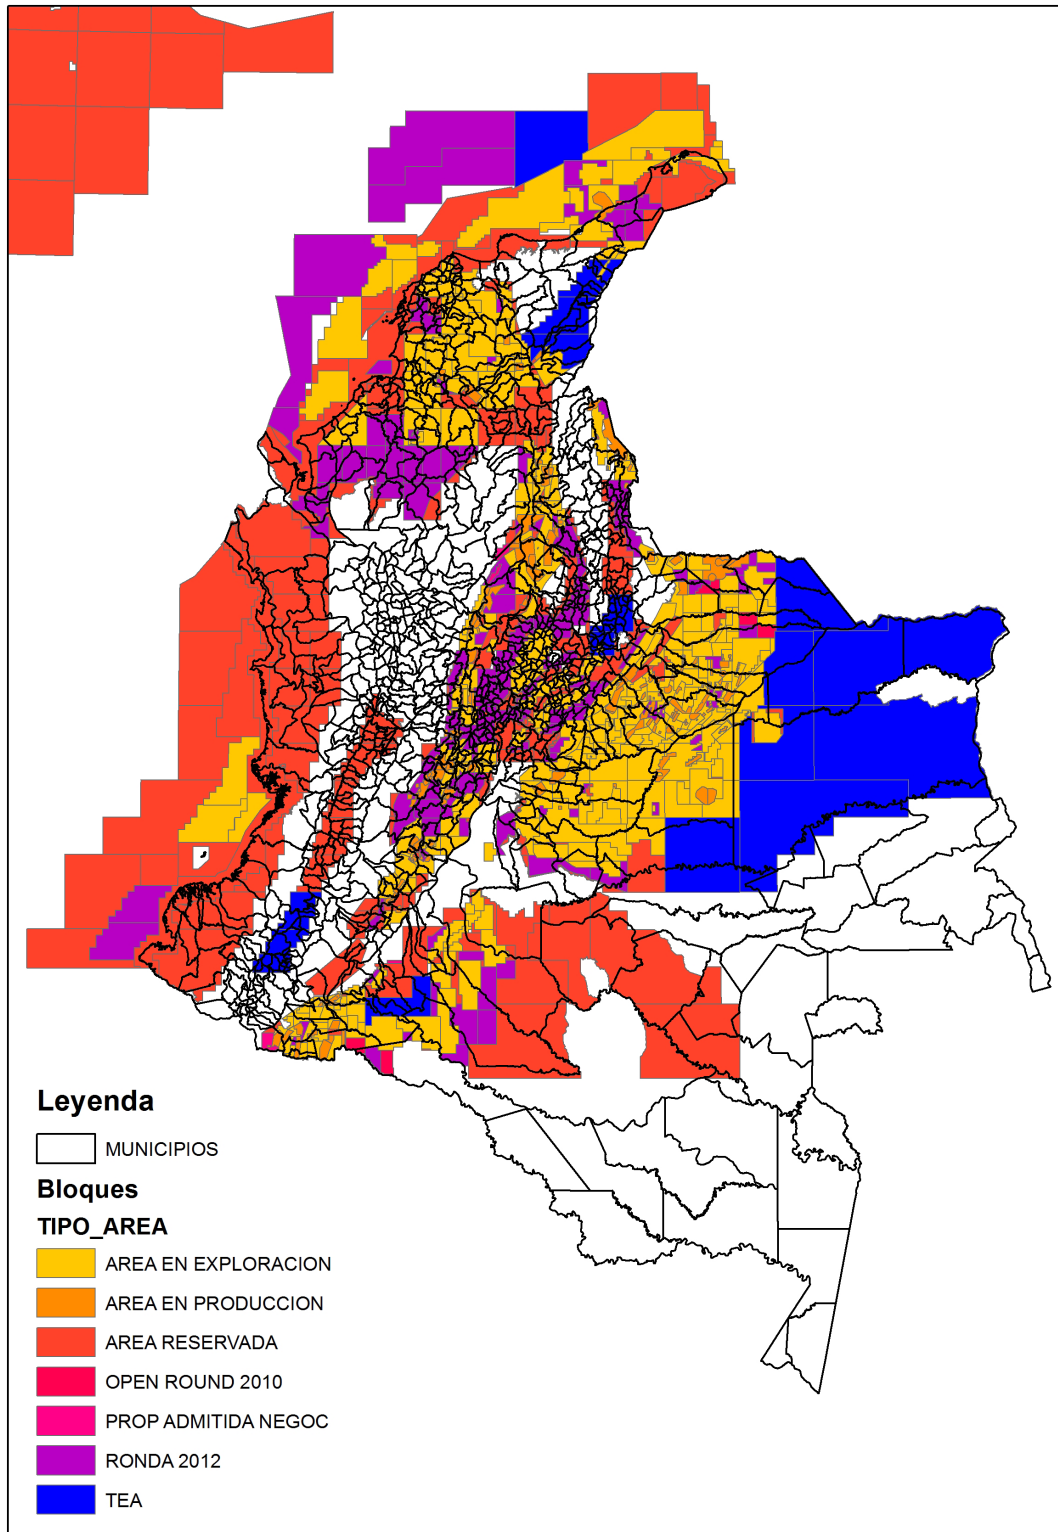 Leyenda
MUNICIPIOS
Bloques
TIPO_AREA
AREA EN EXPLORACION
AREA EN PRODUCCION
AREA RESERVADA
OPEN ROUND 2010
PROP ADMITIDA NEGOC
RONDA 2012
TEA